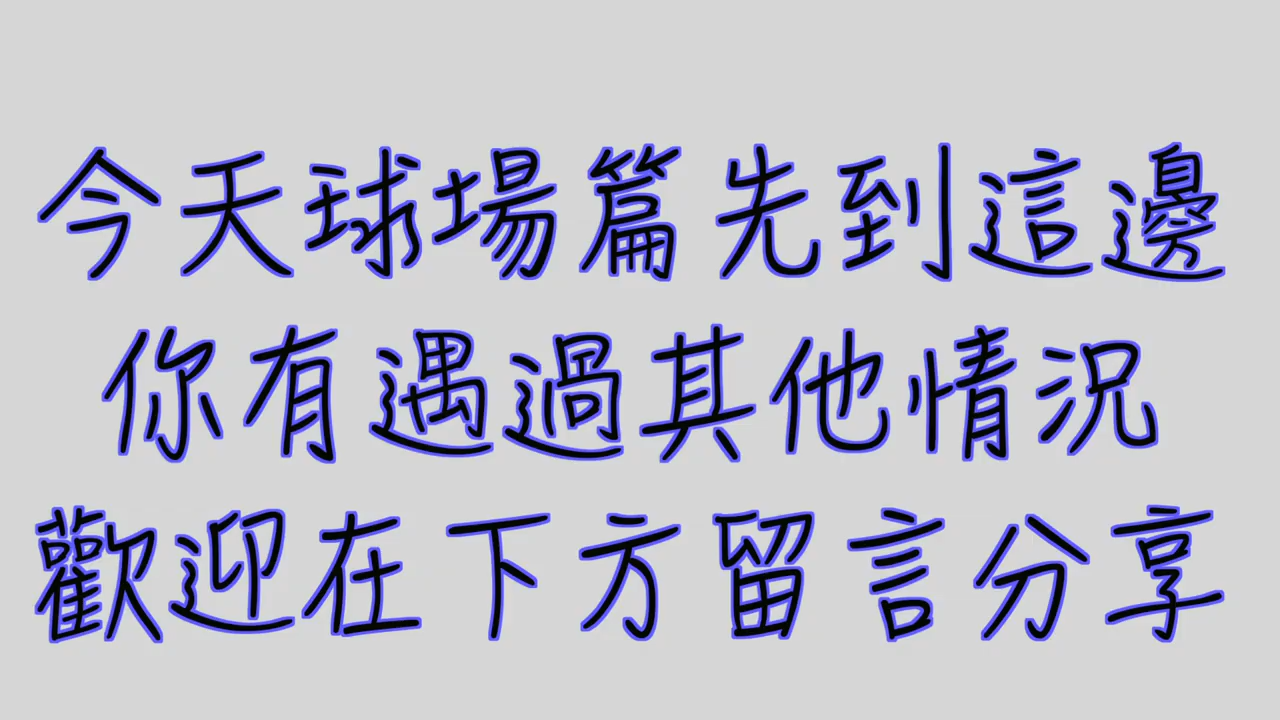 今天球場篇先到這邊
你有遇過其他情況
歡迎在下方留言分享